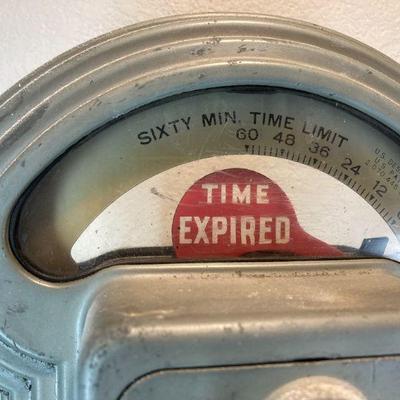 SIXTY MIN. TIME LIMIT
60 48 36 24 12
TIME
EXPIRED